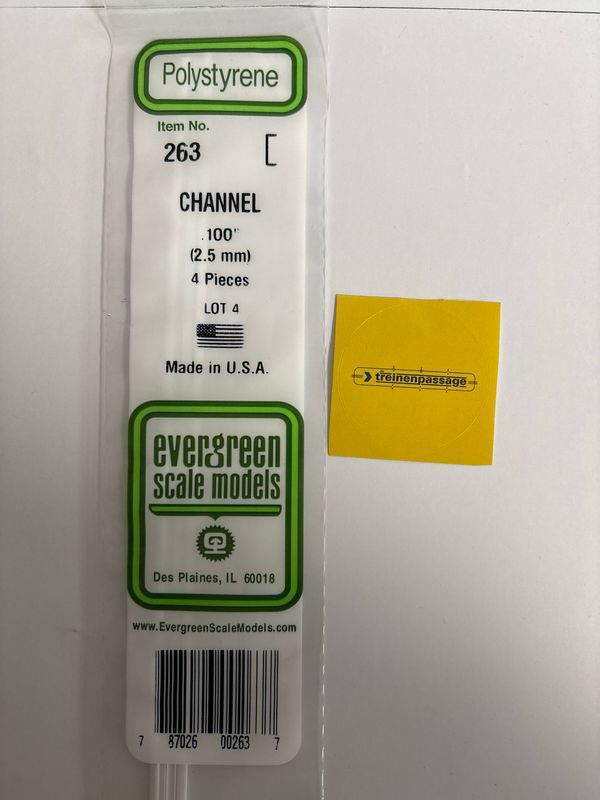 Polystyrene
Item No.
263
CHANNEL
.100"
(2.5 mm)
4 Pieces
LOT 4
Made in U.S.A.
evergreen
scale models
Des Plaines, IL 60018
www.EvergreenScaleModels.com
7 87026 00263 7
treinenpassage